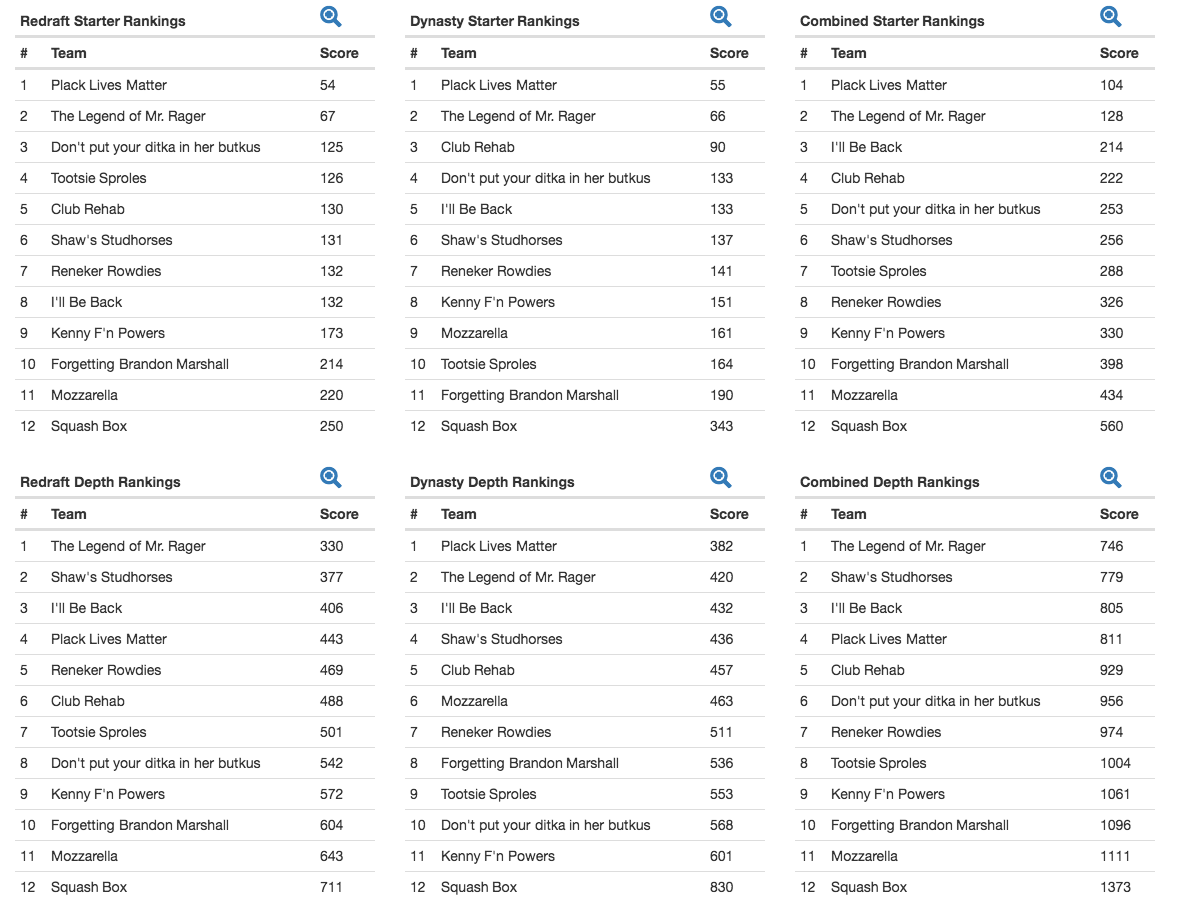 Redraft Starter Rankings
# Team Score
1 Plack Lives Matter 54
2 The Legend of Mr. Rager 67
3 Don't put your ditka in her butkus 125
4 Tootsie Sproles 126
5 Club Rehab 130
6 Shaw's Studhorses 131
7 Reneker Rowdies 132
8 I'll Be Back 132
9 Kenny F'n Powers 173
10 Forgetting Brandon Marshall 214
11 Mozzarella 220
12 Squash Box 250
Dynasty Starter Rankings
# Team Score
1 Plack Lives Matter 55
2 The Legend of Mr. Rager 66
3 Club Rehab 90
4 Don't put your ditka in her butkus 133
5 I'll Be Back 133
6 Shaw's Studhorses 137
7 Reneker Rowdies 141
8 Kenny F'n Powers 151
9 Mozzarella 161
10 Tootsie Sproles 164
11 Forgetting Brandon Marshall 190
12 Squash Box 343
Combined Starter Rankings
# Team Score
1 Plack Lives Matter 104
2 The Legend of Mr. Rager 128
3 I'll Be Back 214
4 Club Rehab 222
5 Don't put your ditka in her butkus 253
6 Shaw's Studhorses 256
7 Tootsie Sproles 288
8 Reneker Rowdies 326
9 Kenny F'n Powers 330
10 Forgetting Brandon Marshall 398
11 Mozzarella 434
12 Squash Box 560
Redraft Depth Rankings
# Team Score
1 The Legend of Mr. Rager 330
2 Shaw's Studhorses 377
3 I'll Be Back 406
4 Plack Lives Matter 443
5 Reneker Rowdies 469
6 Club Rehab 488
7 Tootsie Sproles 501
8 Don't put your ditka in her butkus 542
9 Kenny F'n Powers 572
10 Forgetting Brandon Marshall 604
11 Mozzarella 643
12 Squash Box 711
Dynasty Depth Rankings
# Team Score
1 Plack Lives Matter 382
2 The Legend of Mr. Rager 420
3 I'll Be Back 432
4 Shaw's Studhorses 436
5 Club Rehab 457
6 Mozzarella 463
7 Reneker Rowdies 511
8 Forgetting Brandon Marshall 536
9 Tootsie Sproles 553
10 Don't put your ditka in her butkus 568
11 Kenny F'n Powers 601
12 Squash Box 830
Combined Depth Rankings
# Team Score
1 The Legend of Mr. Rager 746
2 Shaw's Studhorses 779
3 I'll Be Back 805
4 Plack Lives Matter 811
5 Club Rehab 929
6 Don't put your ditka in her butkus 956
7 Reneker Rowdies 974
8 Tootsie Sproles 1004
9 Kenny F'n Powers 1061
10 Forgetting Brandon Marshall 1096
11 Mozzarella 1111
12 Squash Box 1373